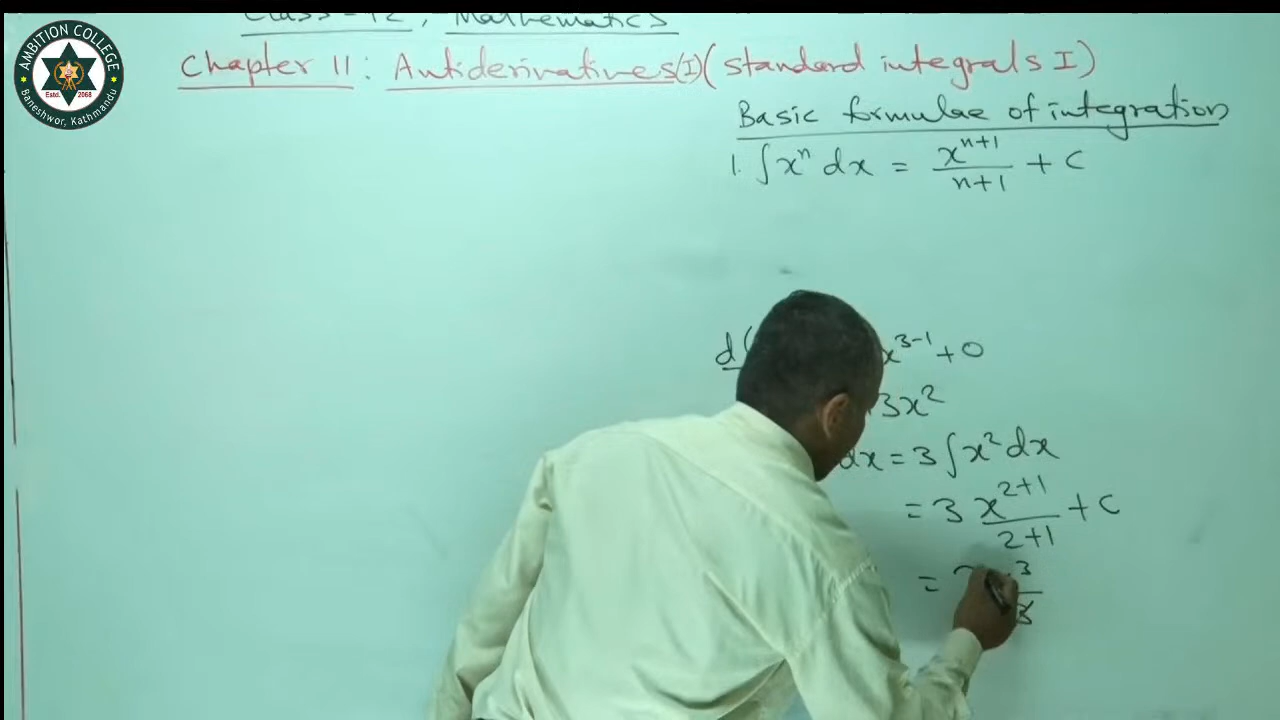 AMBITION COLLEGE
Estd. 2068
Baneshwor, Kathmandu
Class-12, Mathematics
Chapter 11: Antiderivatives(I)(standard integrals I)
Basic formulae of integration
1. ∫xⁿ dx = xⁿ⁺¹/n+1 + c
d( x³⁻¹ + 0
3x²
dx = 3∫x² dx
= 3 x²⁺¹/2+1 + c
= 3/3